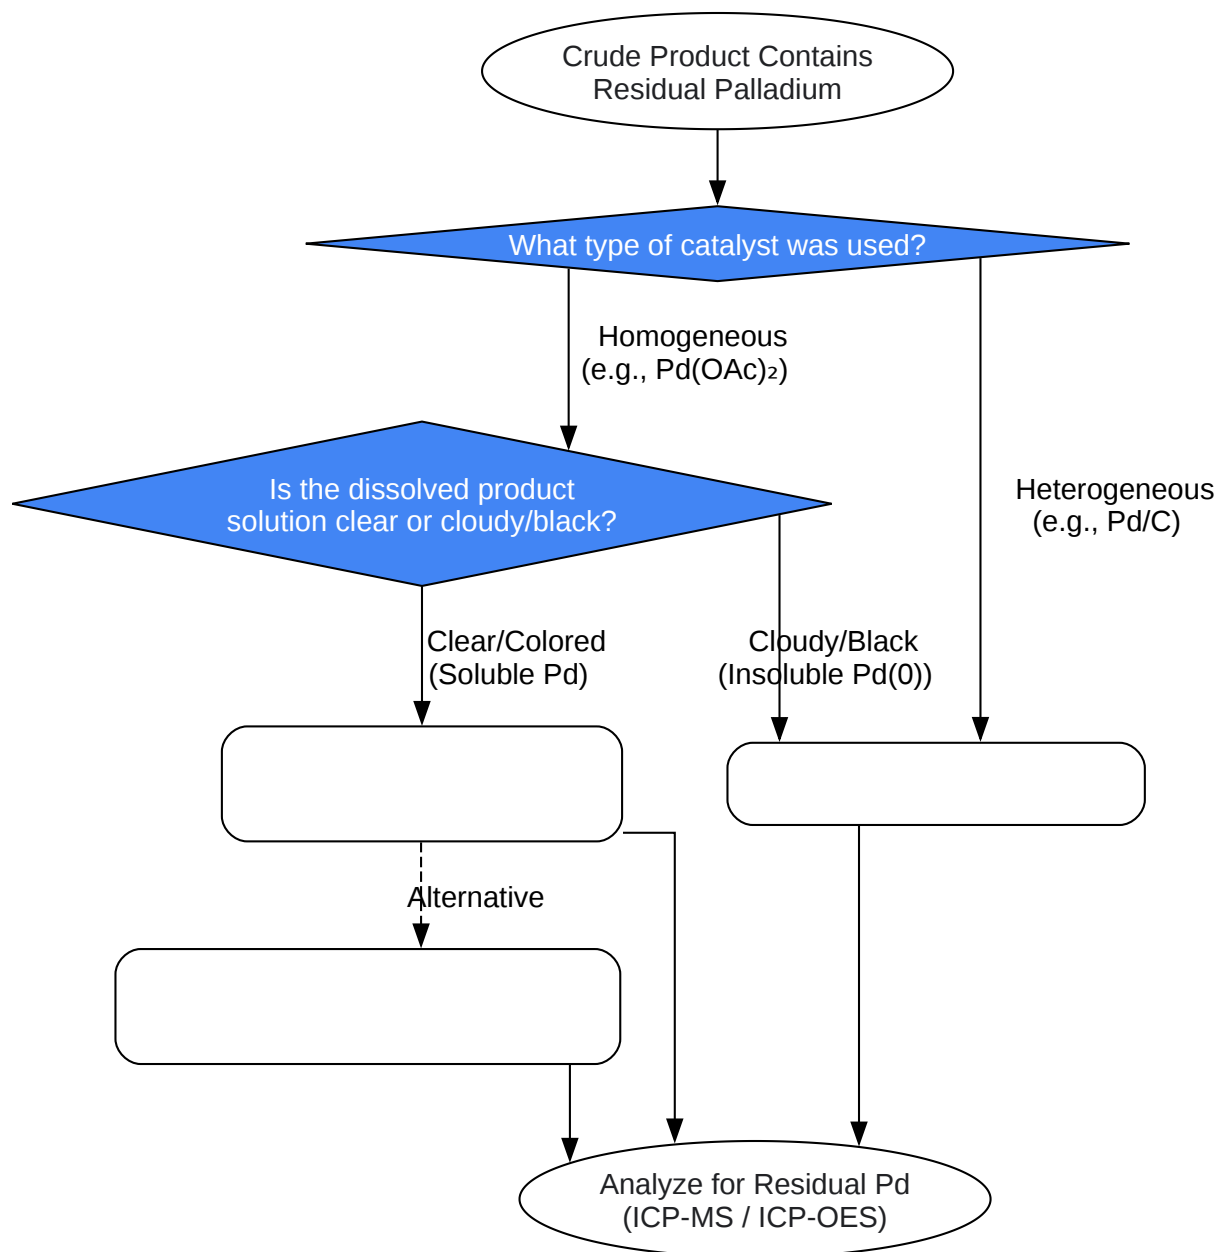 Crude Product Contains
Residual Palladium
What type of catalyst was used?
Homogeneous
(e.g., Pd(OAc)₂)
Is the dissolved product
solution clear or cloudy/black?
Heterogeneous
(e.g., Pd/C)
Clear/Colored
(Soluble Pd)
Cloudy/Black
(Insoluble Pd(0))
Alternative
Analyze for Residual Pd
(ICP-MS / ICP-OES)